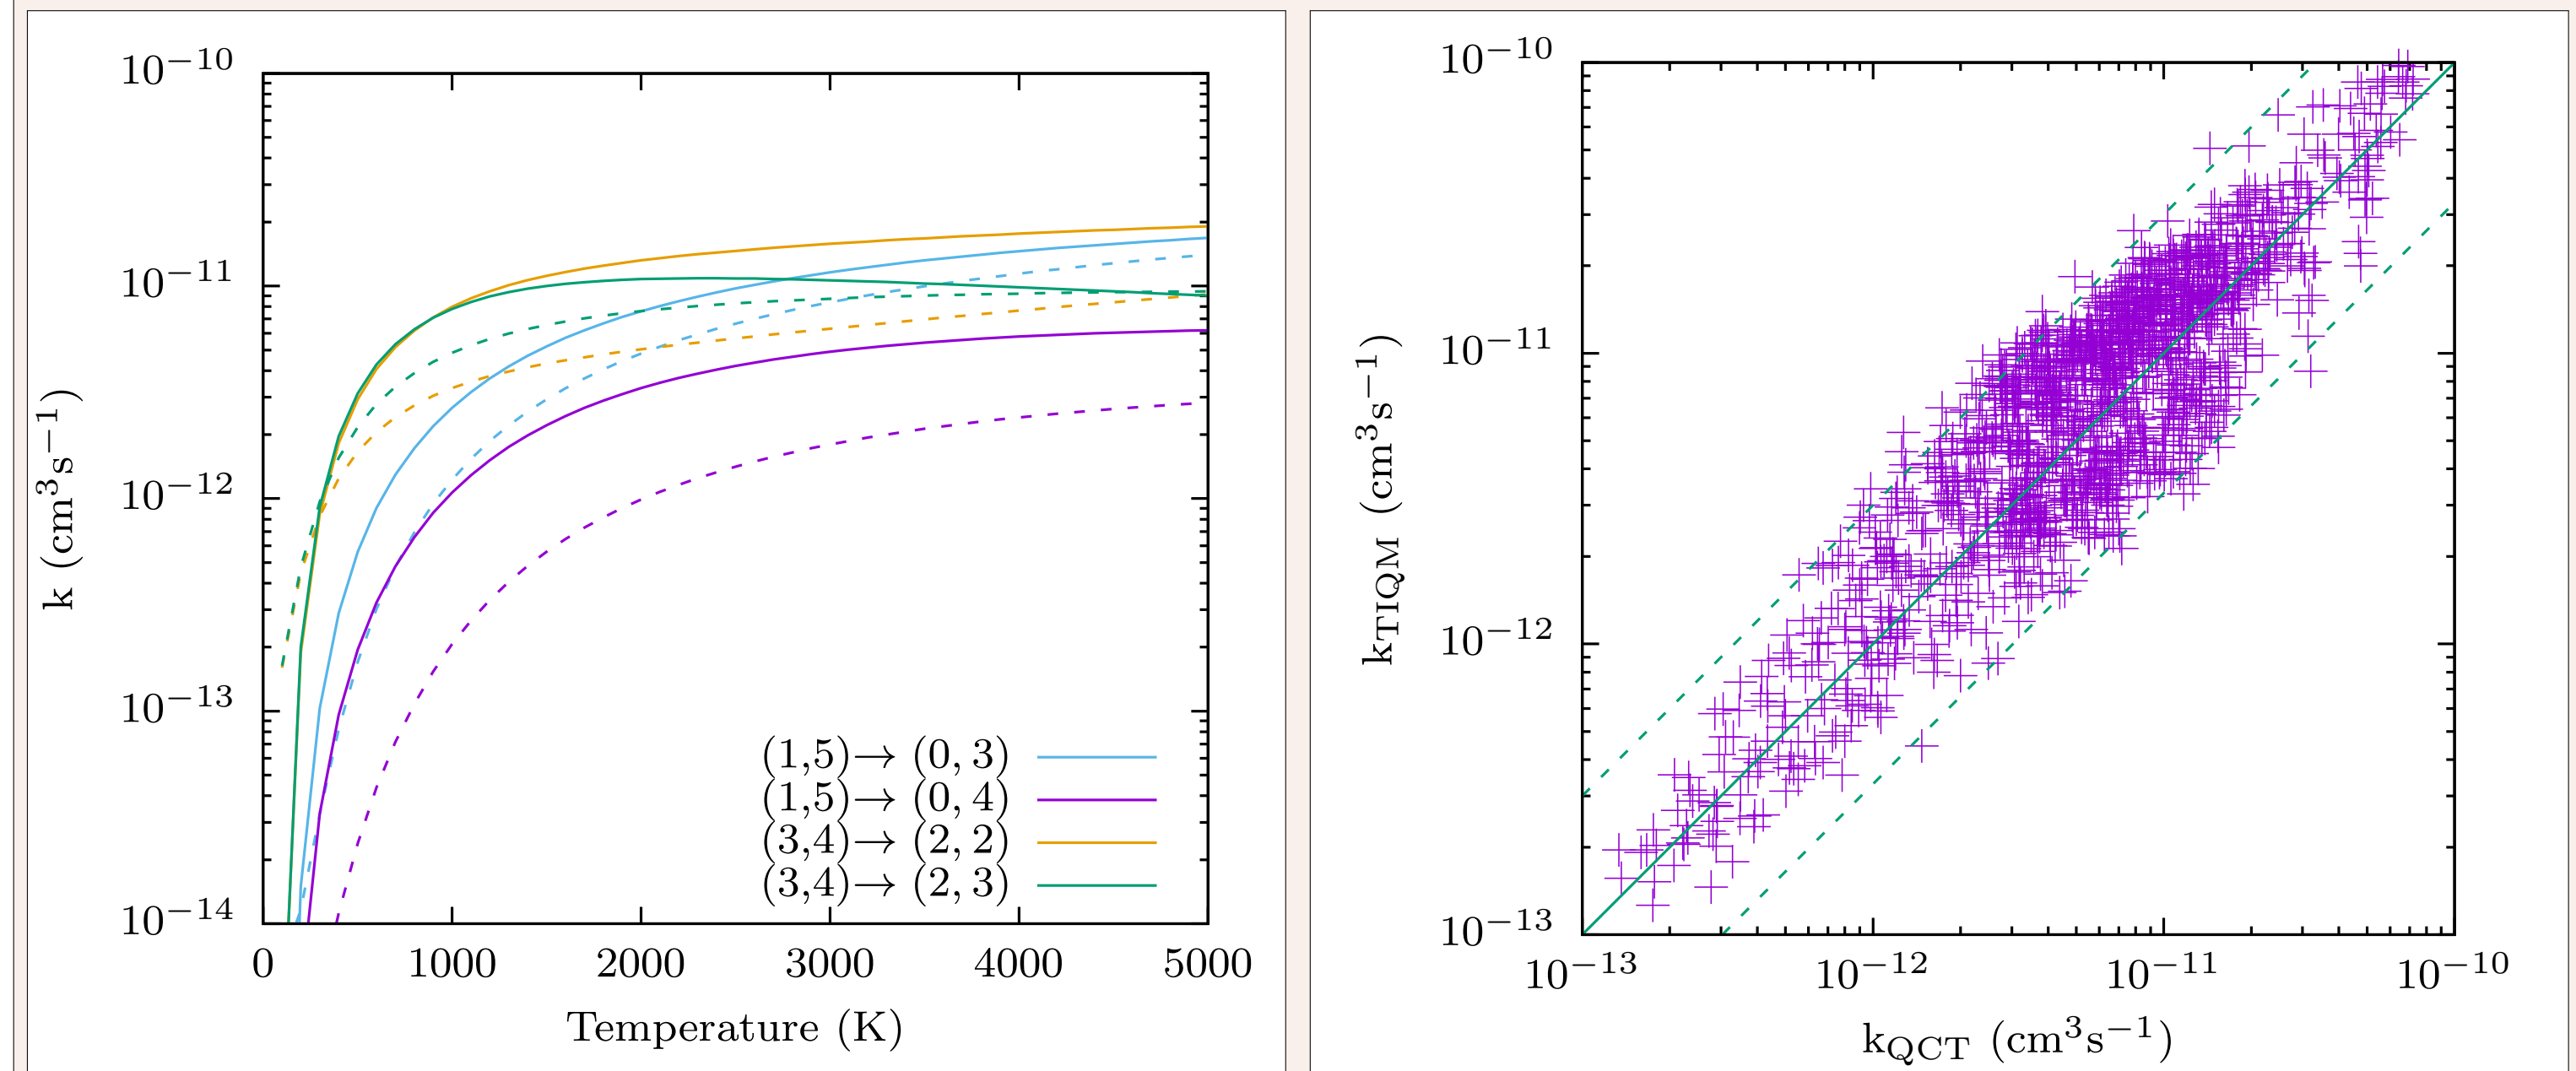 10⁻¹⁰
10⁻¹¹
10⁻¹²
10⁻¹³
10⁻¹⁴
k (cm³s⁻¹)
(1,5)→ (0, 3)
(1,5)→ (0, 4)
(3,4)→ (2, 2)
(3,4)→ (2, 3)
0 1000 2000 3000 4000 5000
Temperature (K)
10⁻¹⁰
10⁻¹¹
10⁻¹²
10⁻¹³
kTIQM (cm³s⁻¹)
10⁻¹³ 10⁻¹² 10⁻¹¹ 10⁻¹⁰
kQCT (cm³s⁻¹)